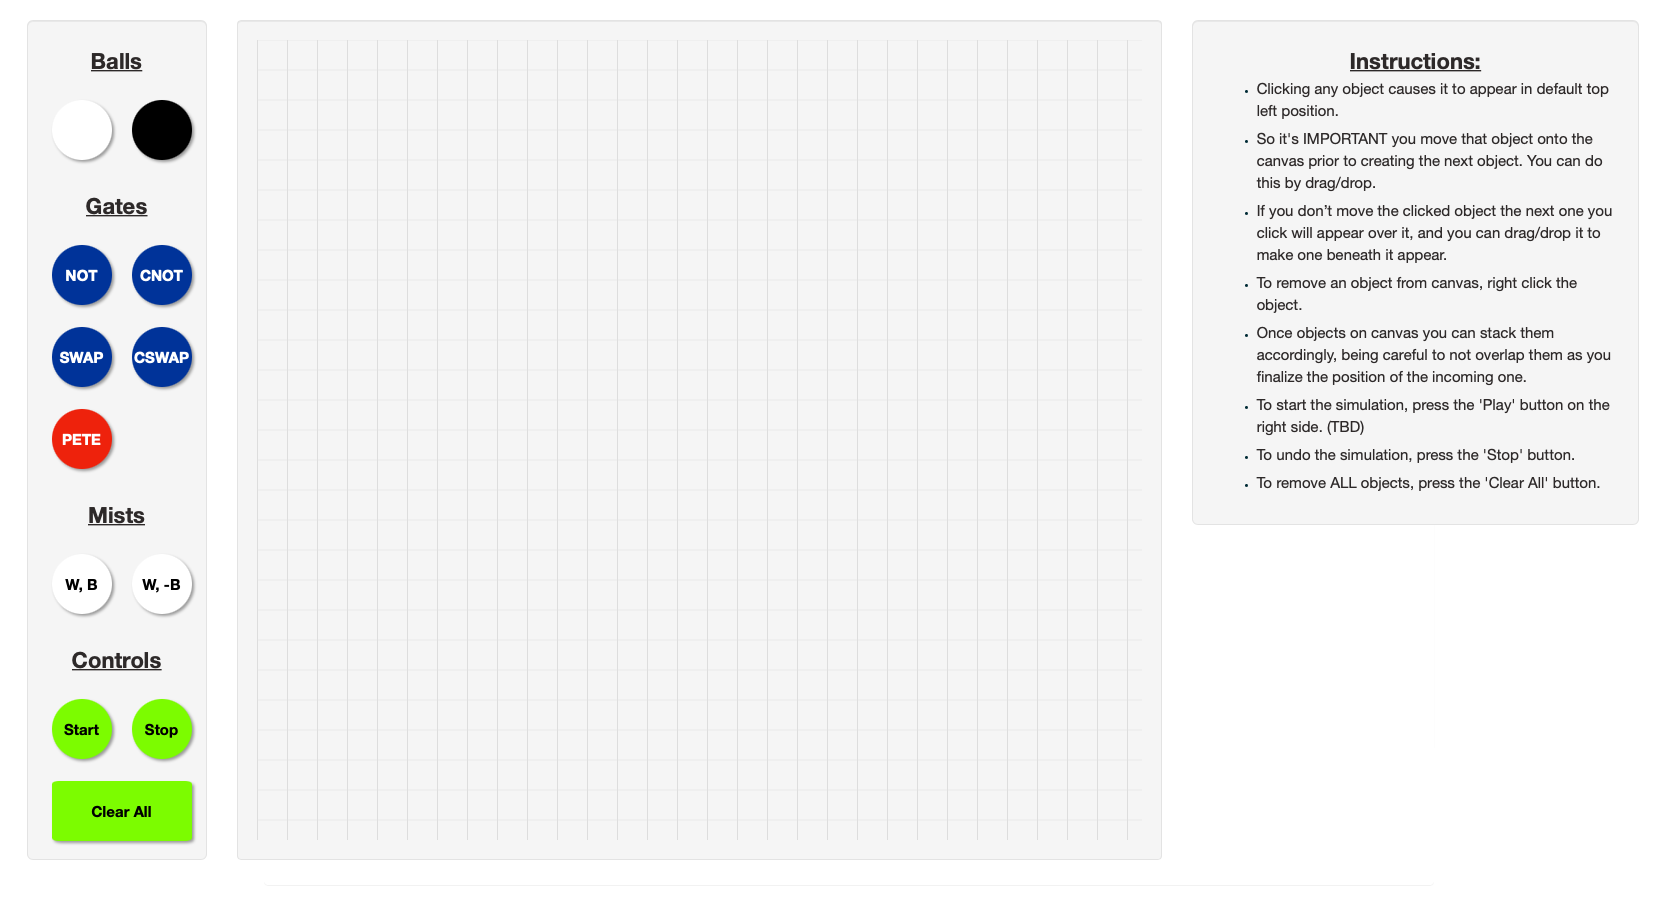 Balls
Gates
NOT
CNOT
SWAP
CSWAP
PETE
Mists
W, B
W, -B
Controls
Start
Stop
Clear All
Instructions:
• Clicking any object causes it to appear in default top
left position.
• So it's IMPORTANT you move that object onto the
canvas prior to creating the next object. You can do
this by drag/drop.
• If you don’t move the clicked object the next one you
click will appear over it, and you can drag/drop it to
make one beneath it appear.
• To remove an object from canvas, right click the
object.
• Once objects on canvas you can stack them
accordingly, being careful to not overlap them as you
finalize the position of the incoming one.
• To start the simulation, press the 'Play' button on the
right side. (TBD)
• To undo the simulation, press the 'Stop' button.
• To remove ALL objects, press the 'Clear All' button.